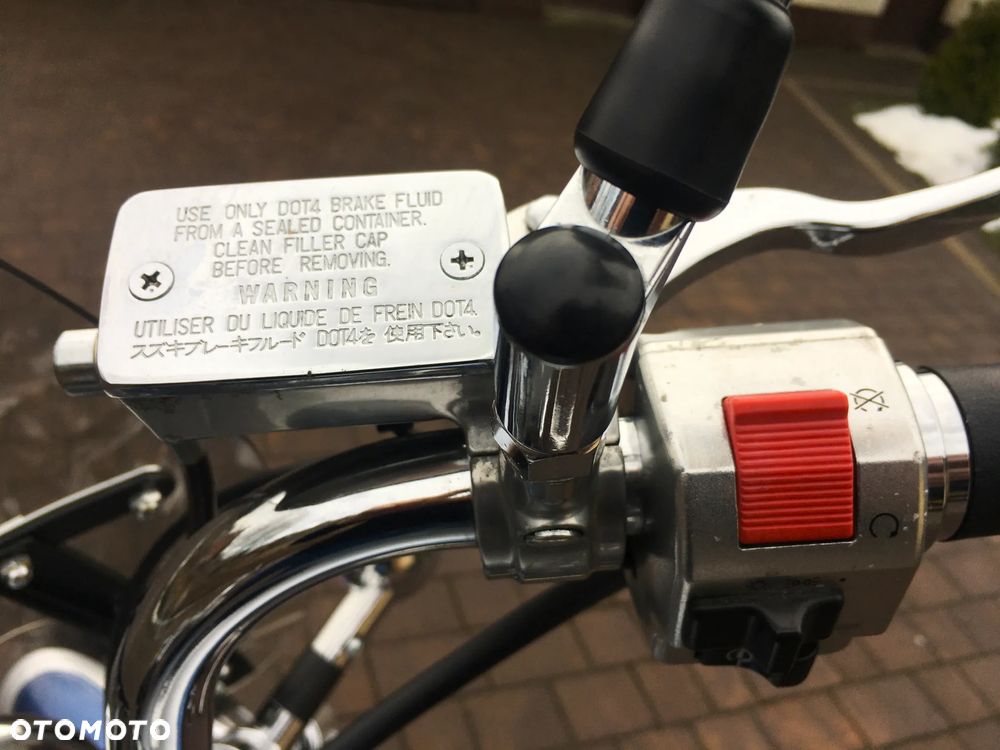 USE ONLY DOT4 BRAKE FLUID
FROM A SEALED CONTAINER.
CLEAN FILLER CAP
BEFORE REMOVING.
WARNING
UTILISER DU LIQUIDE DE FREIN DOT4.
スズキブレーキフルード DOT4を 使用下さい。
OTOMOTO